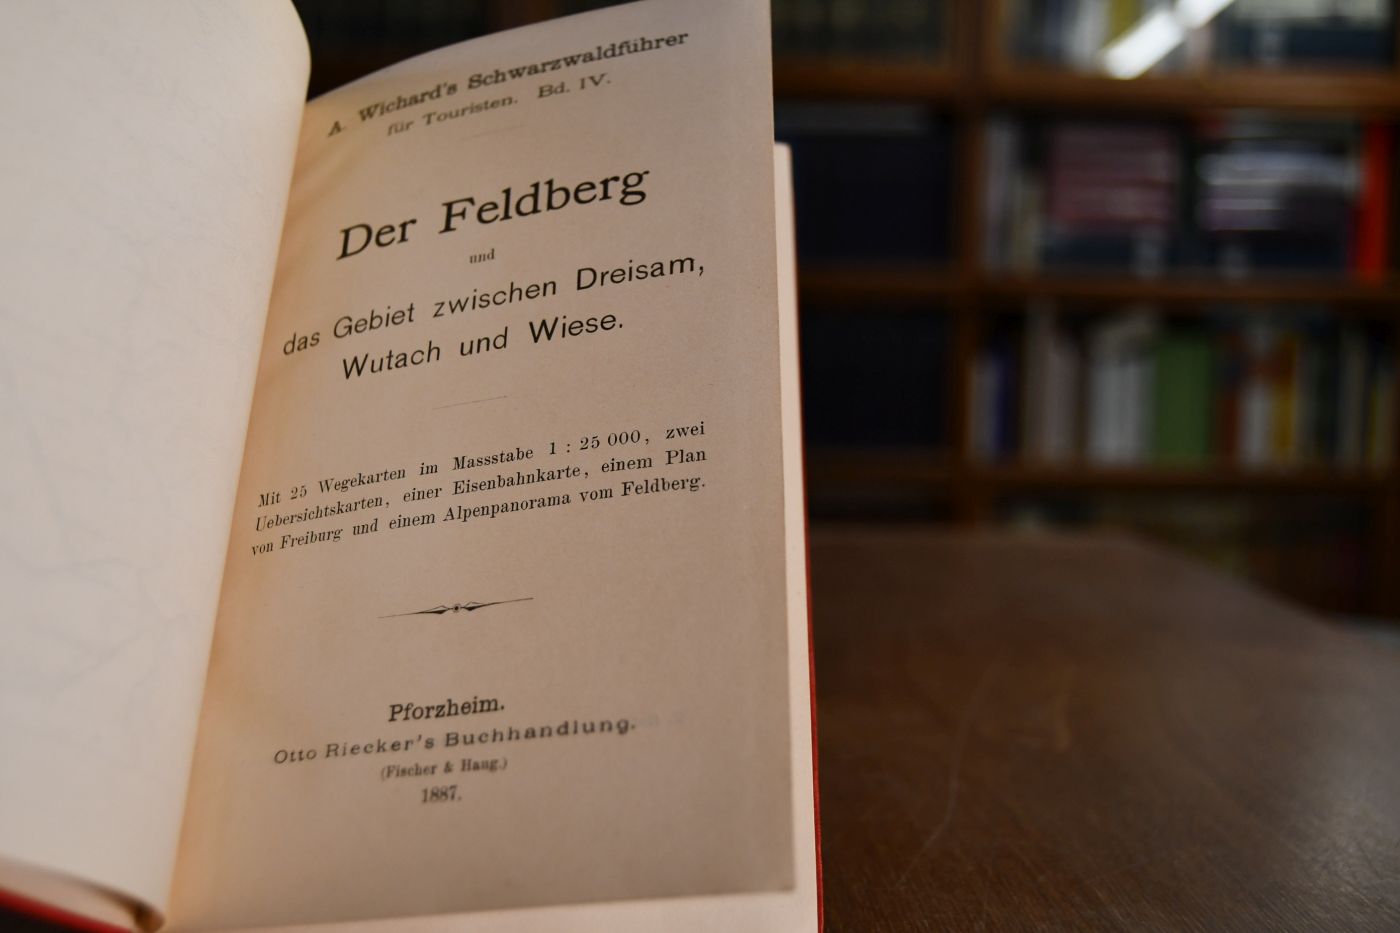 A. Wichard's Schwarzwaldführer
für Touristen. Bd. IV.
Der Feldberg
und
das Gebiet zwischen Dreisam,
Wutach und Wiese.
Mit 25 Wegekarten im Massstabe 1 : 25 000, zwei
Uebersichtskarten, einer Eisenbahnkarte, einem Plan
von Freiburg und einem Alpenpanorama vom Feldberg.
Pforzheim.
Otto Riecker's Buchhandlung.
(Fischer & Haug.)
1887.